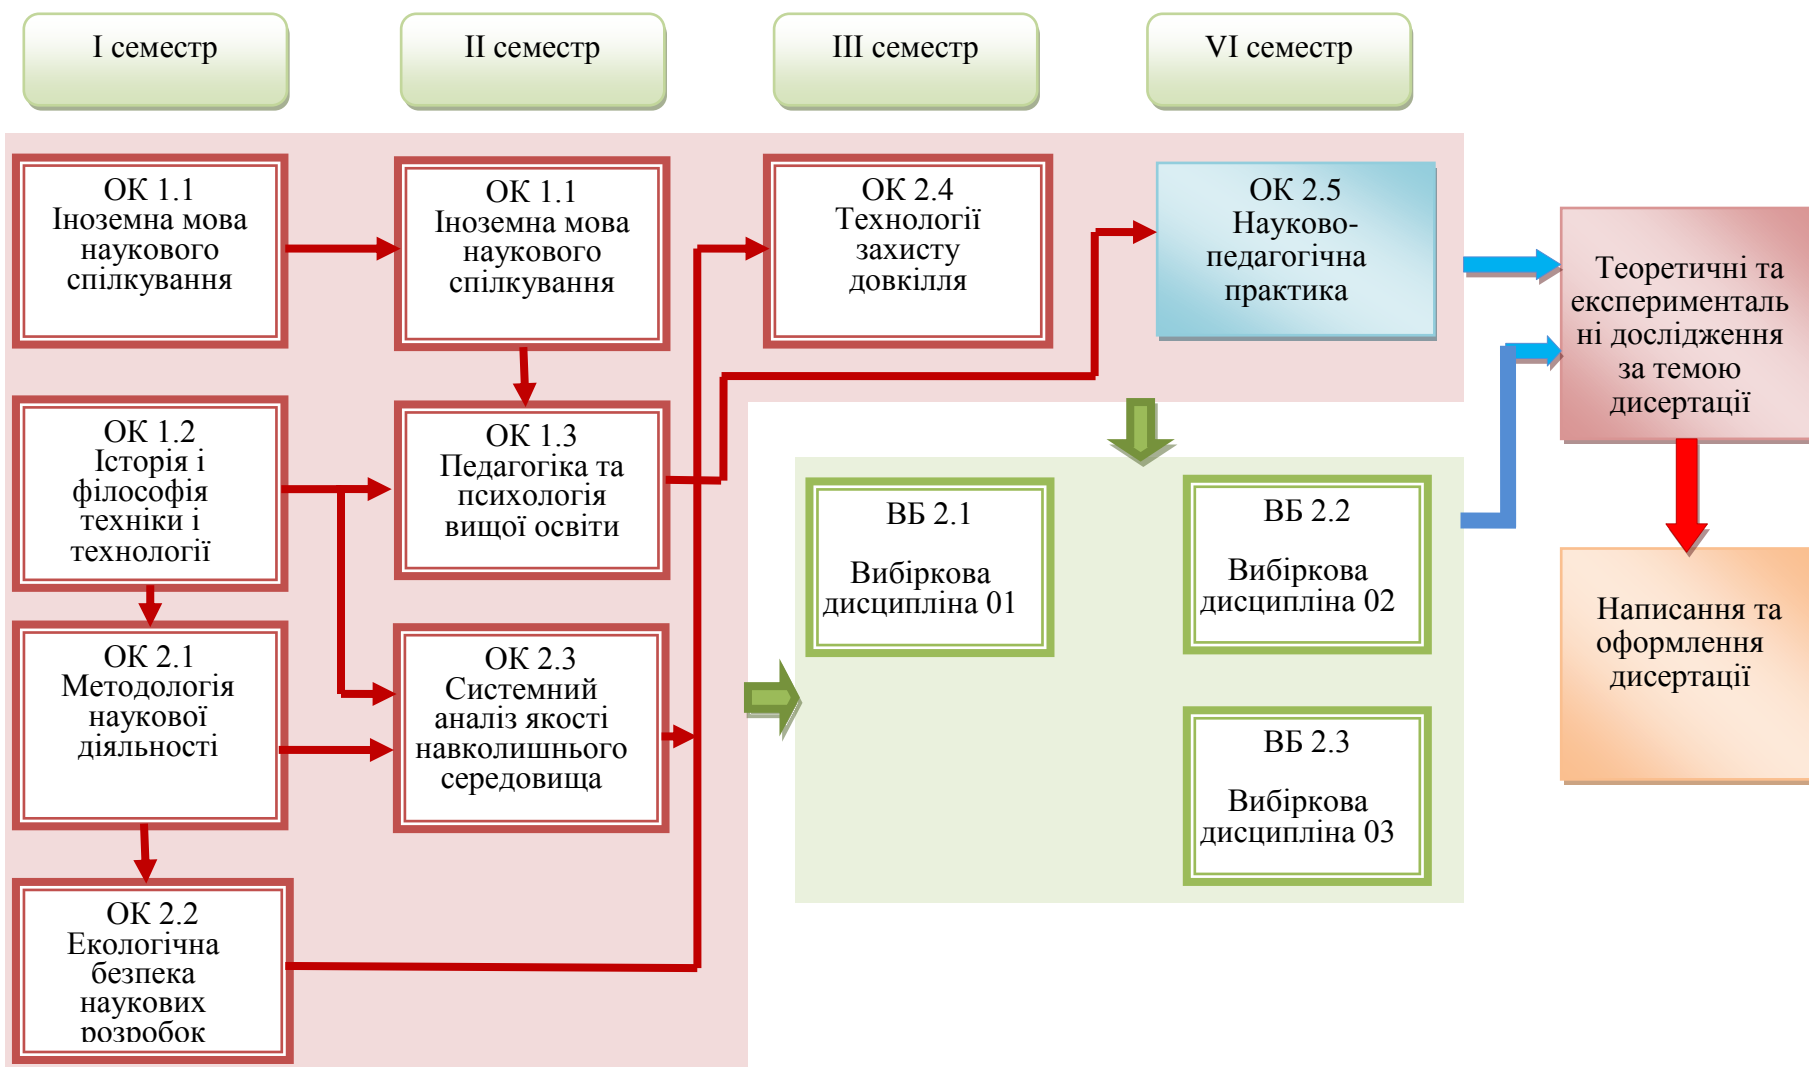 І семестр
ІІ семестр
ІІІ семестр
VІ семестр
ОК 1.1
Іноземна мова
наукового
спілкування
ОК 1.1
Іноземна мова
наукового
спілкування
ОК 2.4
Технології
захисту
довкілля
ОК 2.5
Науково-
педагогічна
практика
Теоретичні та
експерименталь
ні дослідження
за темою
дисертації
ОК 1.2
Історія і
філософія
техніки і
технології
ОК 1.3
Педагогіка та
психологія
вищої освіти
ВБ 2.1
Вибіркова
дисципліна 01
ВБ 2.2
Вибіркова
дисципліна 02
Написання та
оформлення
дисертації
ОК 2.1
Методологія
наукової
діяльності
ОК 2.3
Системний
аналіз якості
навколишнього
середовища
ВБ 2.3
Вибіркова
дисципліна 03
ОК 2.2
Екологічна
безпека
наукових
розробок